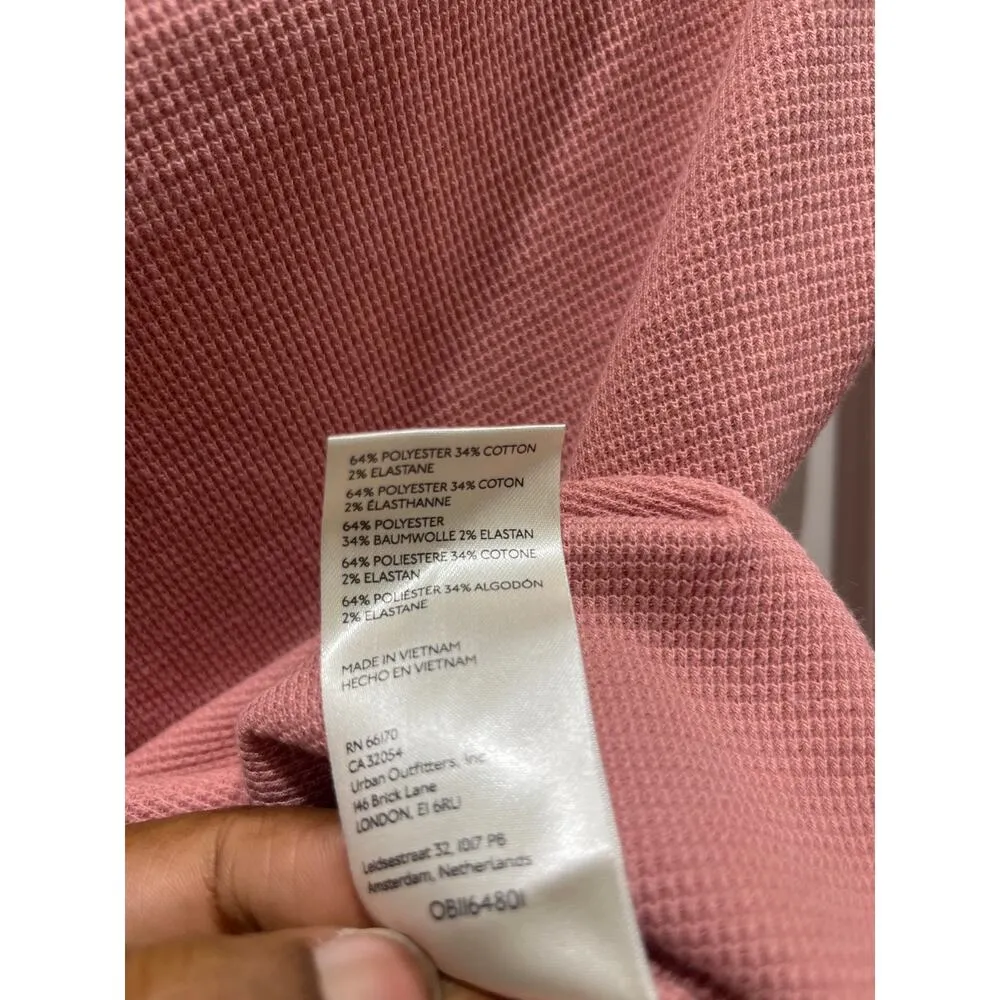 64% POLYESTER 34% COTTON
2% ELASTANE
64% POLYESTER 34% COTON
2% ÉLASTHANNE
64% POLYESTER
34% BAUMWOLLE 2% ELASTAN
64% POLIESTERE 34% COTONE
2% ELASTAN
64% POLIÉSTER 34% ALGODÓN
2% ELASTANE
MADE IN VIETNAM
HECHO EN VIETNAM
RN 66170
CA 32054
Urban Outfitters, Inc
146 Brick Lane
LONDON, E1 6RU
Leidsestraat 32, 1017 PB
Amsterdam, Netherlands
OB1164801